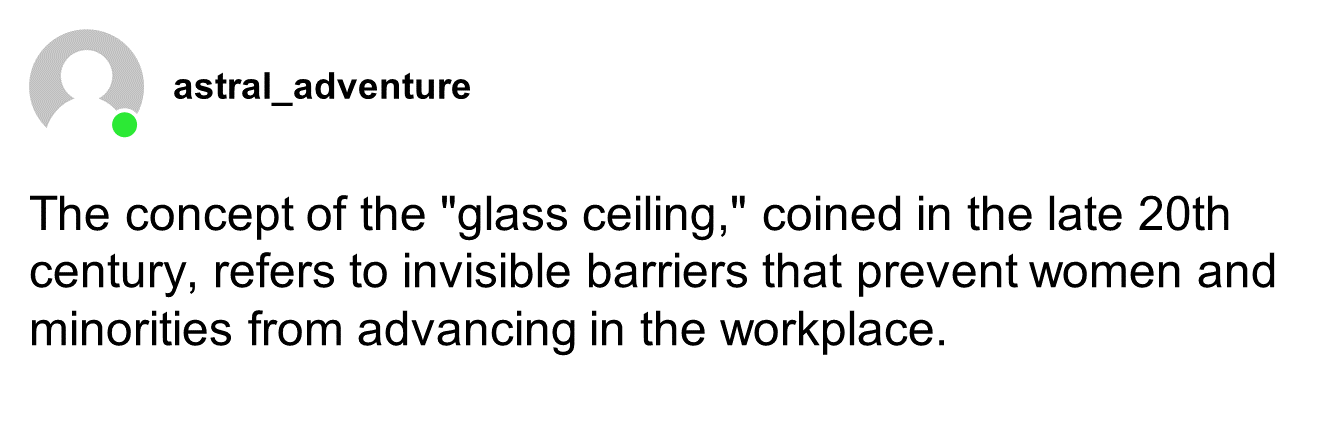 astral_adventure
The concept of the "glass ceiling," coined in the late 20th
century, refers to invisible barriers that prevent women and
minorities from advancing in the workplace.